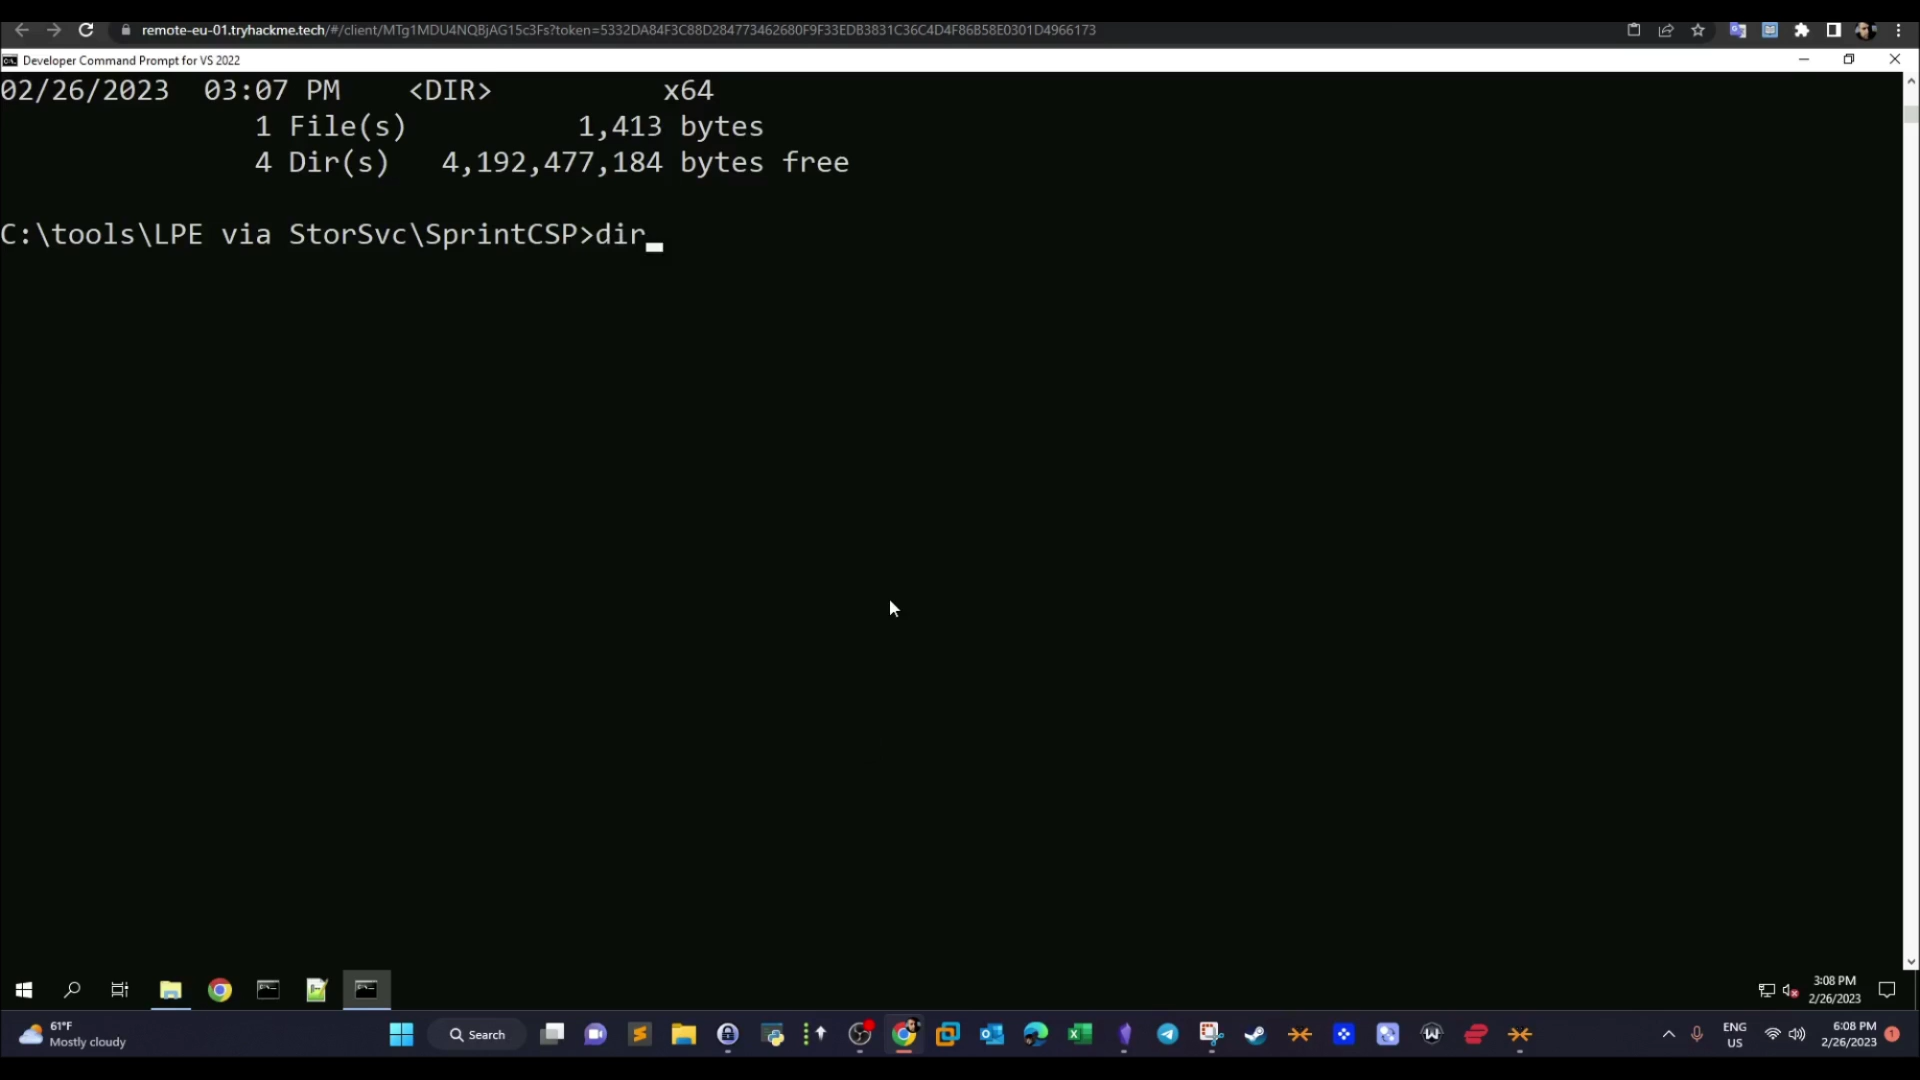 remote-eu-01.tryhackme.tech/#/client/MTg1MDU4NQBjAG15c3Fs?token=5332DA84F3C88D284773462680F9F33EDB3831C36C4D4F86B58E0301D4966173
Developer Command Prompt for VS 2022
02/26/2023 03:07 PM <DIR> x64
1 File(s) 1,413 bytes
4 Dir(s) 4,192,477,184 bytes free
C:\tools\LPE via StorSvc\SprintCSP>dir_
3:08 PM
2/26/2023
61°F
Mostly cloudy
Search
ENG
US
6:08 PM
2/26/2023
1